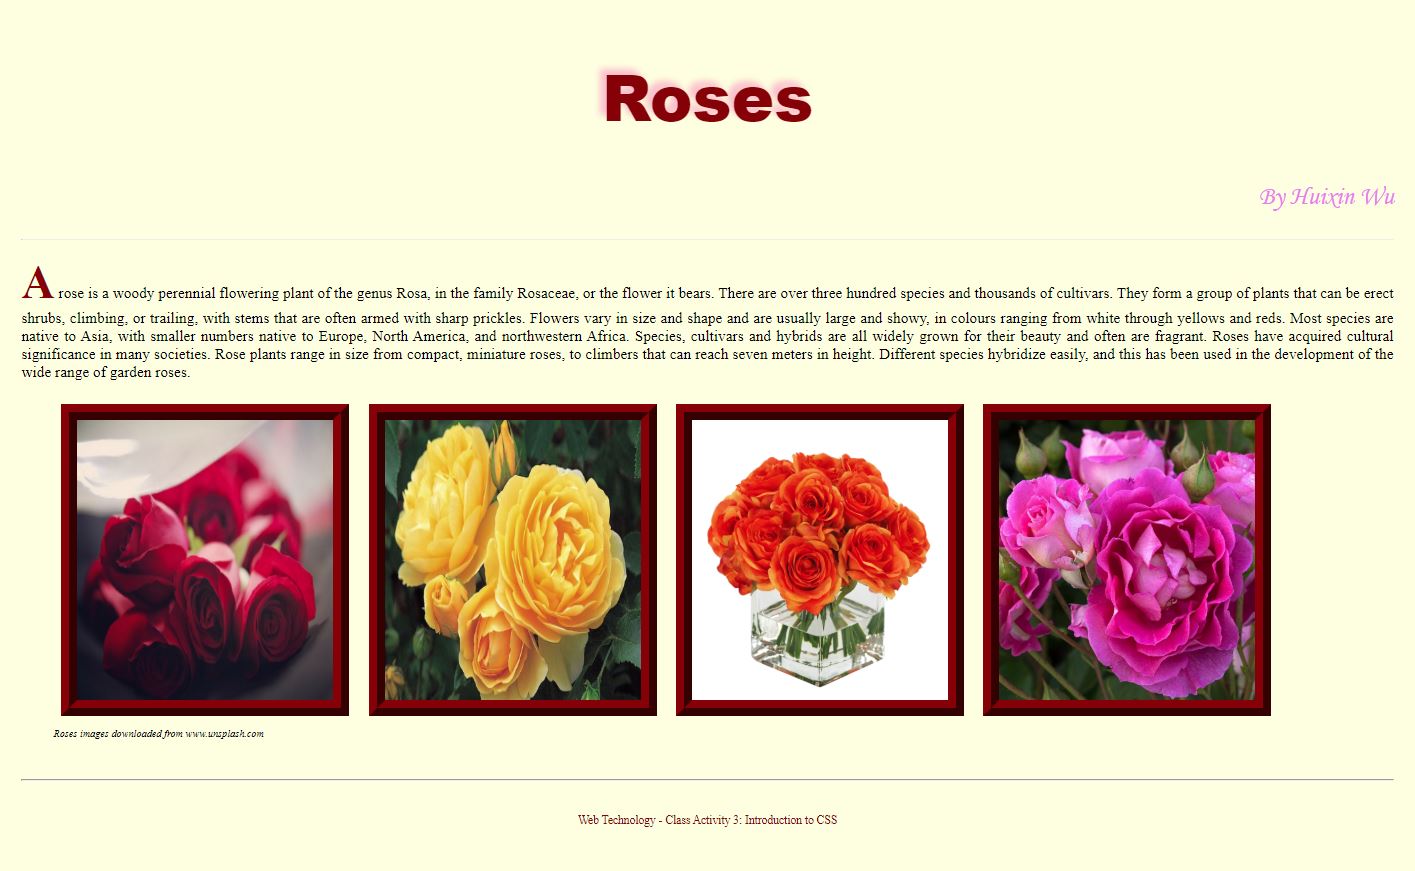 Roses
By Huixin Wu
A rose is a woody perennial flowering plant of the genus Rosa, in the family Rosaceae, or the flower it bears. There are over three hundred species and thousands of cultivars. They form a group of plants that can be erect
shrubs, climbing, or trailing, with stems that are often armed with sharp prickles. Flowers vary in size and shape and are usually large and showy, in colours ranging from white through yellows and reds. Most species are
native to Asia, with smaller numbers native to Europe, North America, and northwestern Africa. Species, cultivars and hybrids are all widely grown for their beauty and often are fragrant. Roses have acquired cultural
significance in many societies. Rose plants range in size from compact, miniature roses, to climbers that can reach seven meters in height. Different species hybridize easily, and this has been used in the development of the
wide range of garden roses.
Roses images downloaded from www.unsplash.com
Web Technology - Class Activity 3: Introduction to CSS